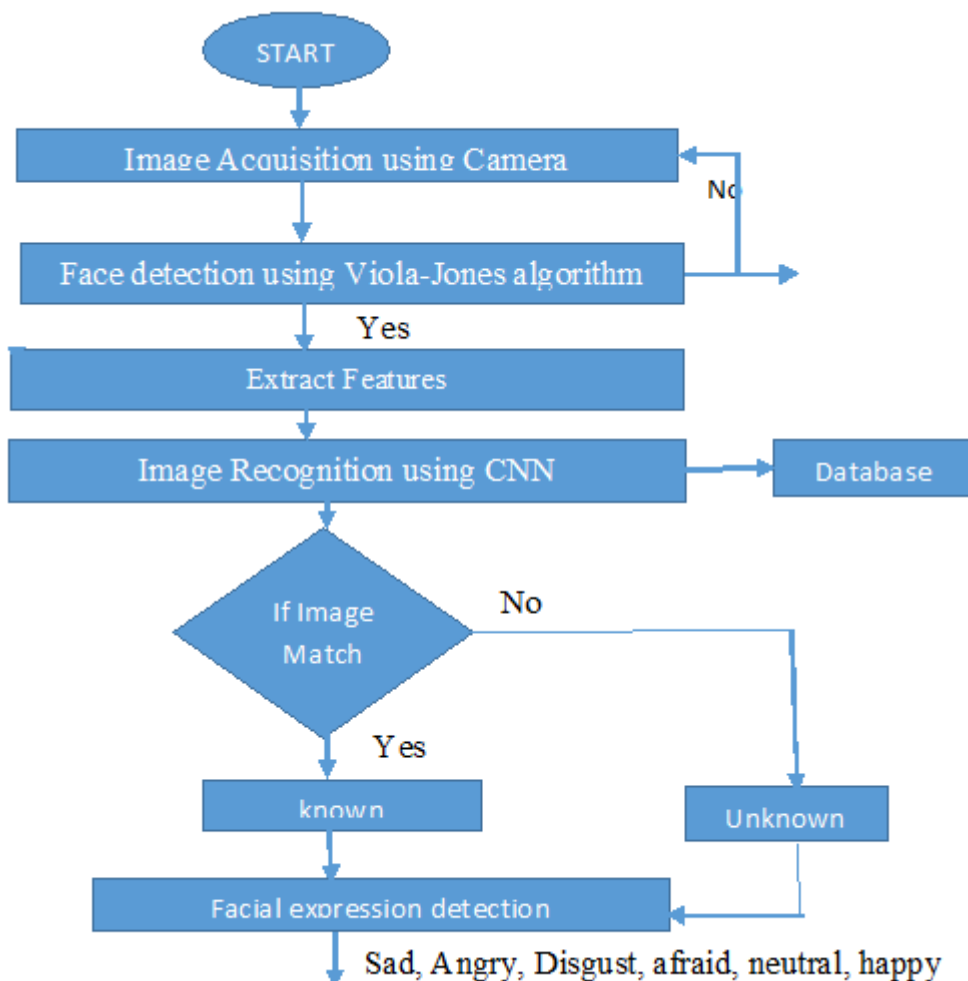 START
Image Acquisition using Camera
No
Face detection using Viola-Jones algorithm
Yes
Extract Features
Image Recognition using CNN
Database
If Image
Match
No
Yes
known
Unknown
Facial expression detection
Sad, Angry, Disgust, afraid, neutral, happy